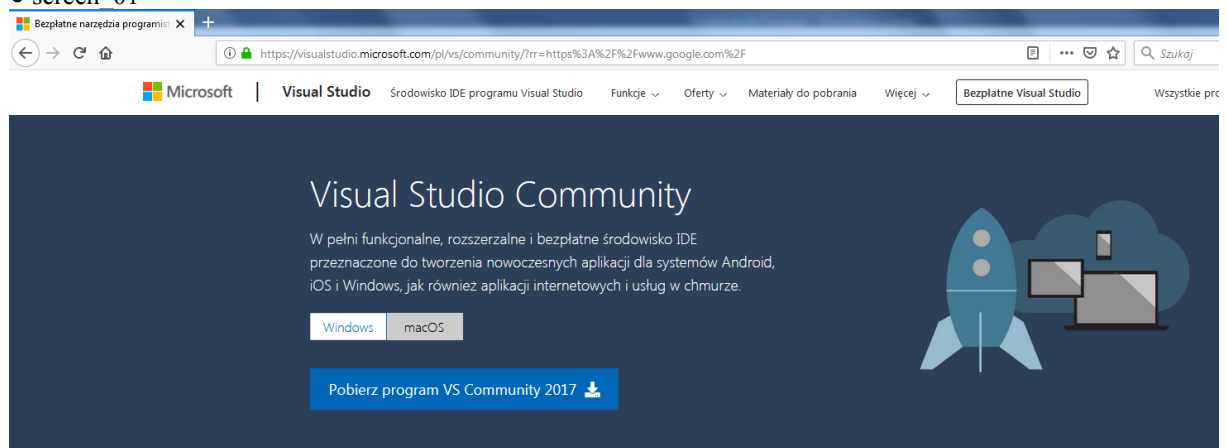 screen_01
Bezpłatne narzędzia programist
https://visualstudio.microsoft.com/pl/vs/community/?rr=https%3A%2F%2Fwww.google.com%2F
Szukaj
Microsoft | Visual Studio Środowisko IDE programu Visual Studio Funkcje Oferty Materiały do pobrania Więcej Bezpłatne Visual Studio Wszystkie pro
Visual Studio Community
W pełni funkcjonalne, rozszerzalne i bezpłatne środowisko IDE
przeznaczone do tworzenia nowoczesnych aplikacji dla systemów Android,
iOS i Windows, jak również aplikacji internetowych i usług w chmurze.
Windows macOS
Pobierz program VS Community 2017